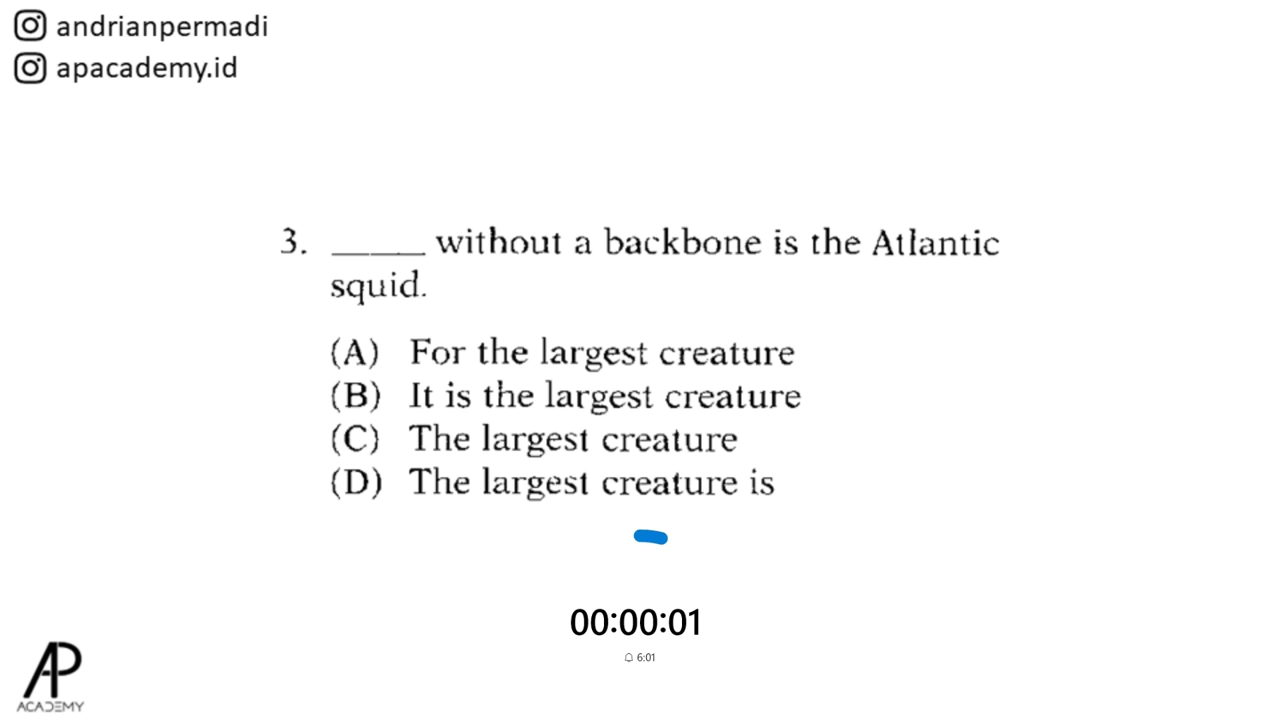 andrianpermadi
apacademy.id
3. _____ without a backbone is the Atlantic
squid.
(A) For the largest creature
(B) It is the largest creature
(C) The largest creature
(D) The largest creature is
00:00:01
6:01
AP
ACADEMY